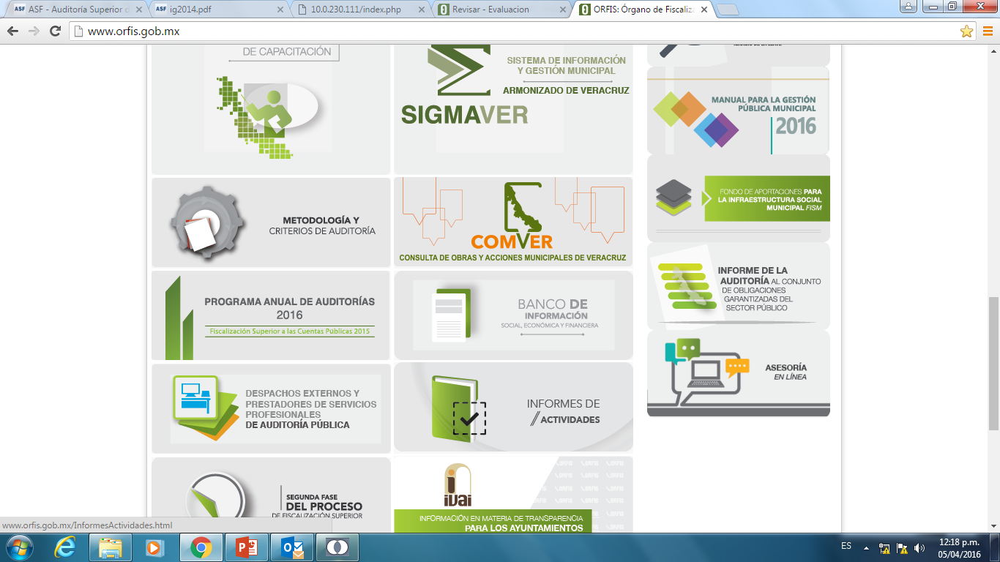 ASF - Auditoría Superior d
ig2014.pdf
10.0.230.111/index.php
Revisar - Evaluacion
ORFIS: Órgano de Fiscaliza
www.orfis.gob.mx
DE CAPACITACIÓN
SISTEMA DE INFORMACIÓN
Y GESTIÓN MUNICIPAL
ARMONIZADO DE VERACRUZ
SIGMAVER
METODOLOGÍA Y
CRITERIOS DE AUDITORÍA
COMVER
CONSULTA DE OBRAS Y ACCIONES MUNICIPALES DE VERACRUZ
PROGRAMA ANUAL DE AUDITORÍAS
2016
Fiscalización Superior a las Cuentas Públicas 2015
BANCO DE
INFORMACIÓN
SOCIAL, ECONÓMICA Y FINANCIERA
DESPACHOS EXTERNOS Y
PRESTADORES DE SERVICIOS
PROFESIONALES
DE AUDITORÍA PÚBLICA
INFORMES DE
ACTIVIDADES
SEGUNDA FASE
DEL PROCESO
DE FISCALIZACIÓN SUPERIOR
ivai
INFORMACIÓN EN MATERIA DE TRANSPARENCIA
PARA LOS AYUNTAMIENTOS
MANUAL PARA LA GESTIÓN
PÚBLICA MUNICIPAL
2016
FONDO DE APORTACIONES PARA
LA INFRAESTRUCTURA SOCIAL
MUNICIPAL FISM
INFORME DE LA
AUDITORÍA AL CONJUNTO
DE OBLIGACIONES
GARANTIZADAS DEL
SECTOR PÚBLICO
ASESORÍA
EN LÍNEA
www.orfis.gob.mx/InformesActividades.html
ES
12:18 p.m.
05/04/2016